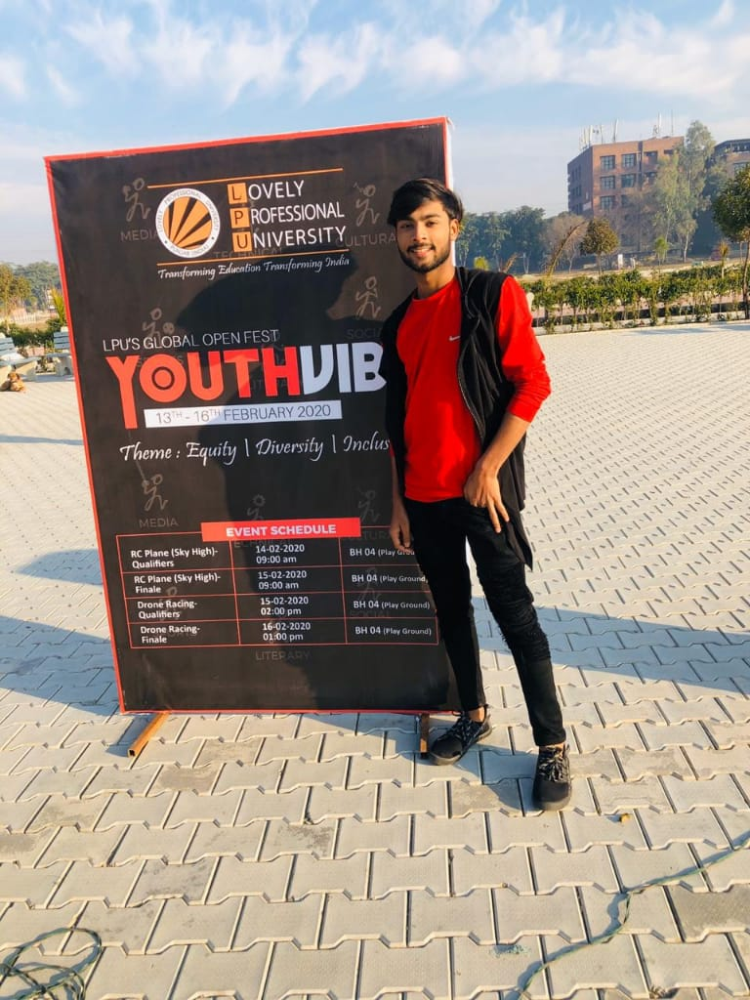 LOVELY
PROFESSIONAL
UNIVERSITY
Transforming Education Transforming India
MEDIA
TECHNICAL
CULTURA
LPU'S GLOBAL OPEN FEST
SOCI
YOUTHVIB
LITERARY
13TH - 16TH FEBRUARY 2020
Theme : Equity | Diversity | Inclus
MEDIA
EVENT SCHEDULE
RC Plane (Sky High)- Qualifiers 14-02-2020 09:00 am BH 04 (Play Grou
RC Plane (Sky High)- Finale 15-02-2020 09:00 am BH 04 (Play Ground)
Drone Racing- Qualifiers 15-02-2020 02:00 pm BH 04 (Play Ground)
Drone Racing- Finale 16-02-2020 01:00 pm BH 04 (Play Ground)
LITERARY